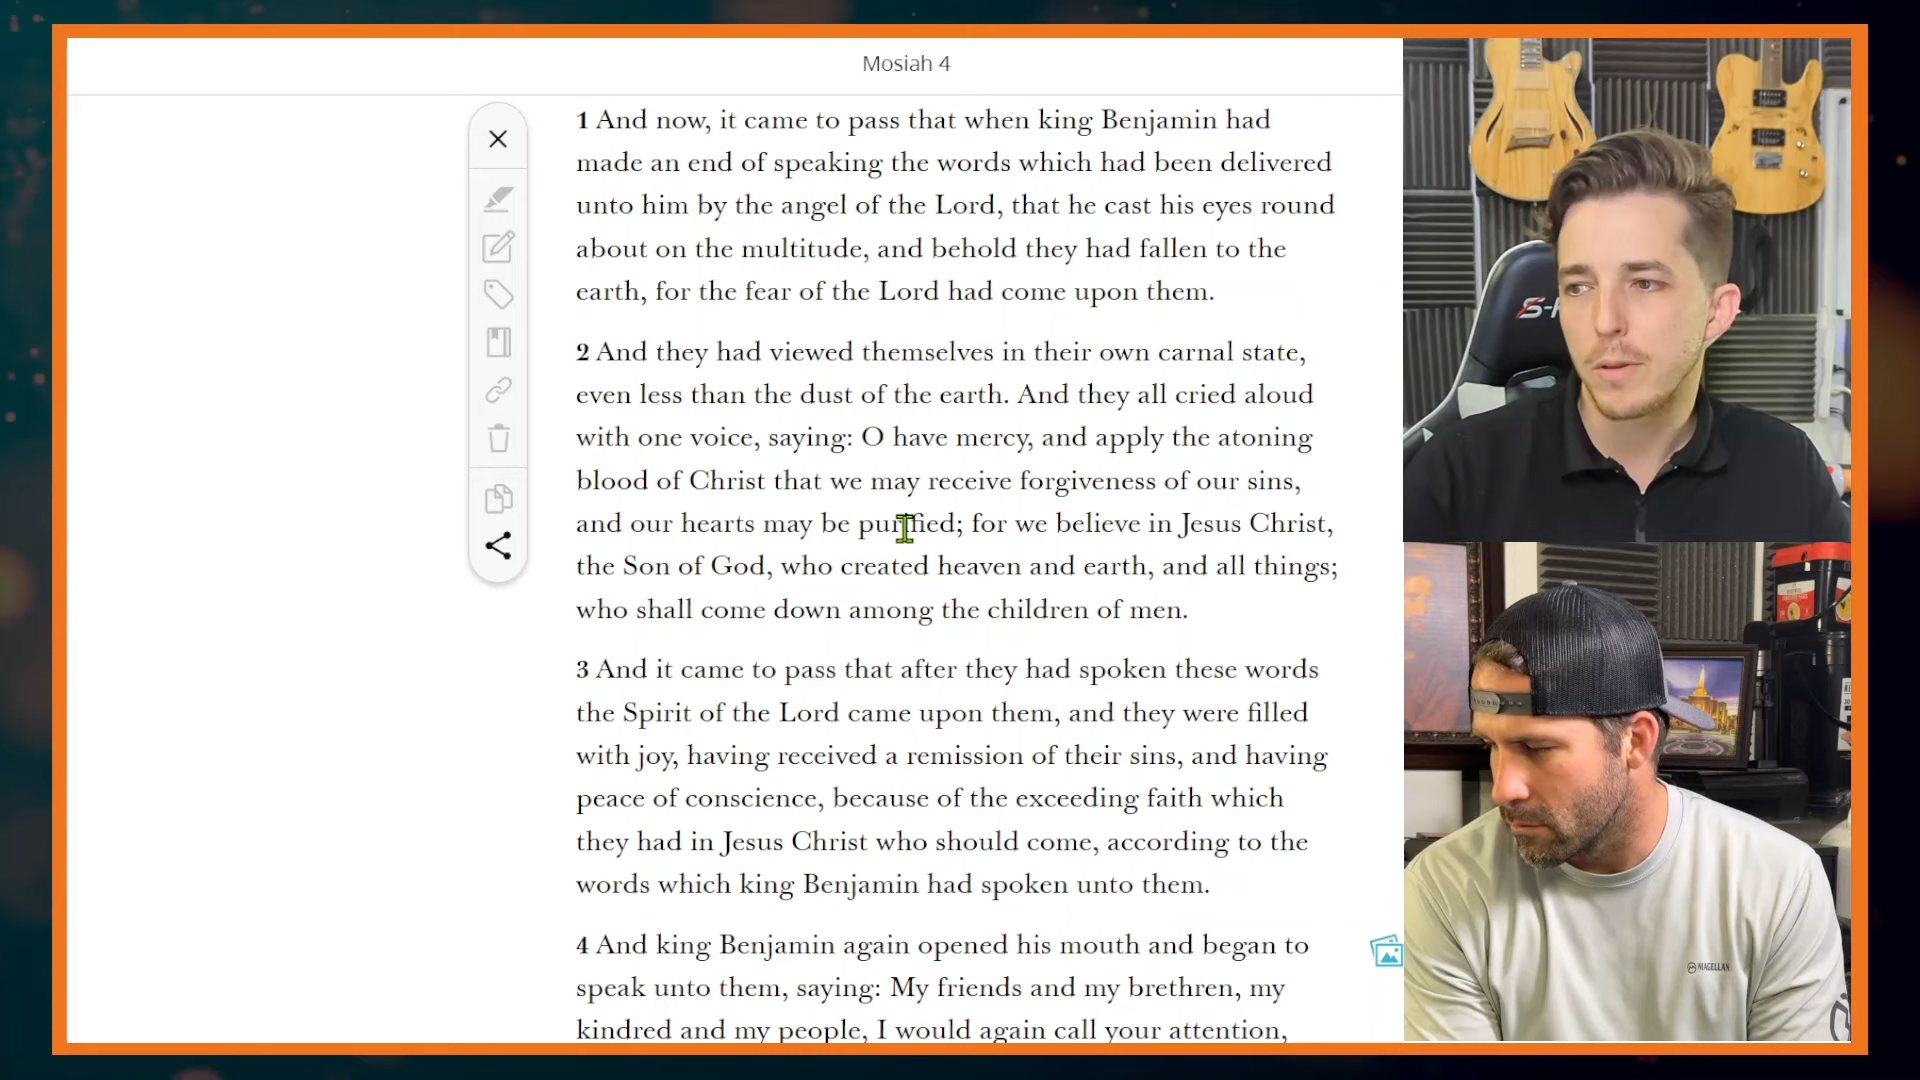 Mosiah 4
1 And now, it came to pass that when king Benjamin had
made an end of speaking the words which had been delivered
unto him by the angel of the Lord, that he cast his eyes round
about on the multitude, and behold they had fallen to the
earth, for the fear of the Lord had come upon them.
2 And they had viewed themselves in their own carnal state,
even less than the dust of the earth. And they all cried aloud
with one voice, saying: O have mercy, and apply the atoning
blood of Christ that we may receive forgiveness of our sins,
and our hearts may be purified; for we believe in Jesus Christ,
the Son of God, who created heaven and earth, and all things;
who shall come down among the children of men.
3 And it came to pass that after they had spoken these words
the Spirit of the Lord came upon them, and they were filled
with joy, having received a remission of their sins, and having
peace of conscience, because of the exceeding faith which
they had in Jesus Christ who should come, according to the
words which king Benjamin had spoken unto them.
4 And king Benjamin again opened his mouth and began to
speak unto them, saying: My friends and my brethren, my
kindred and my people, I would again call your attention,
MAGELLAN